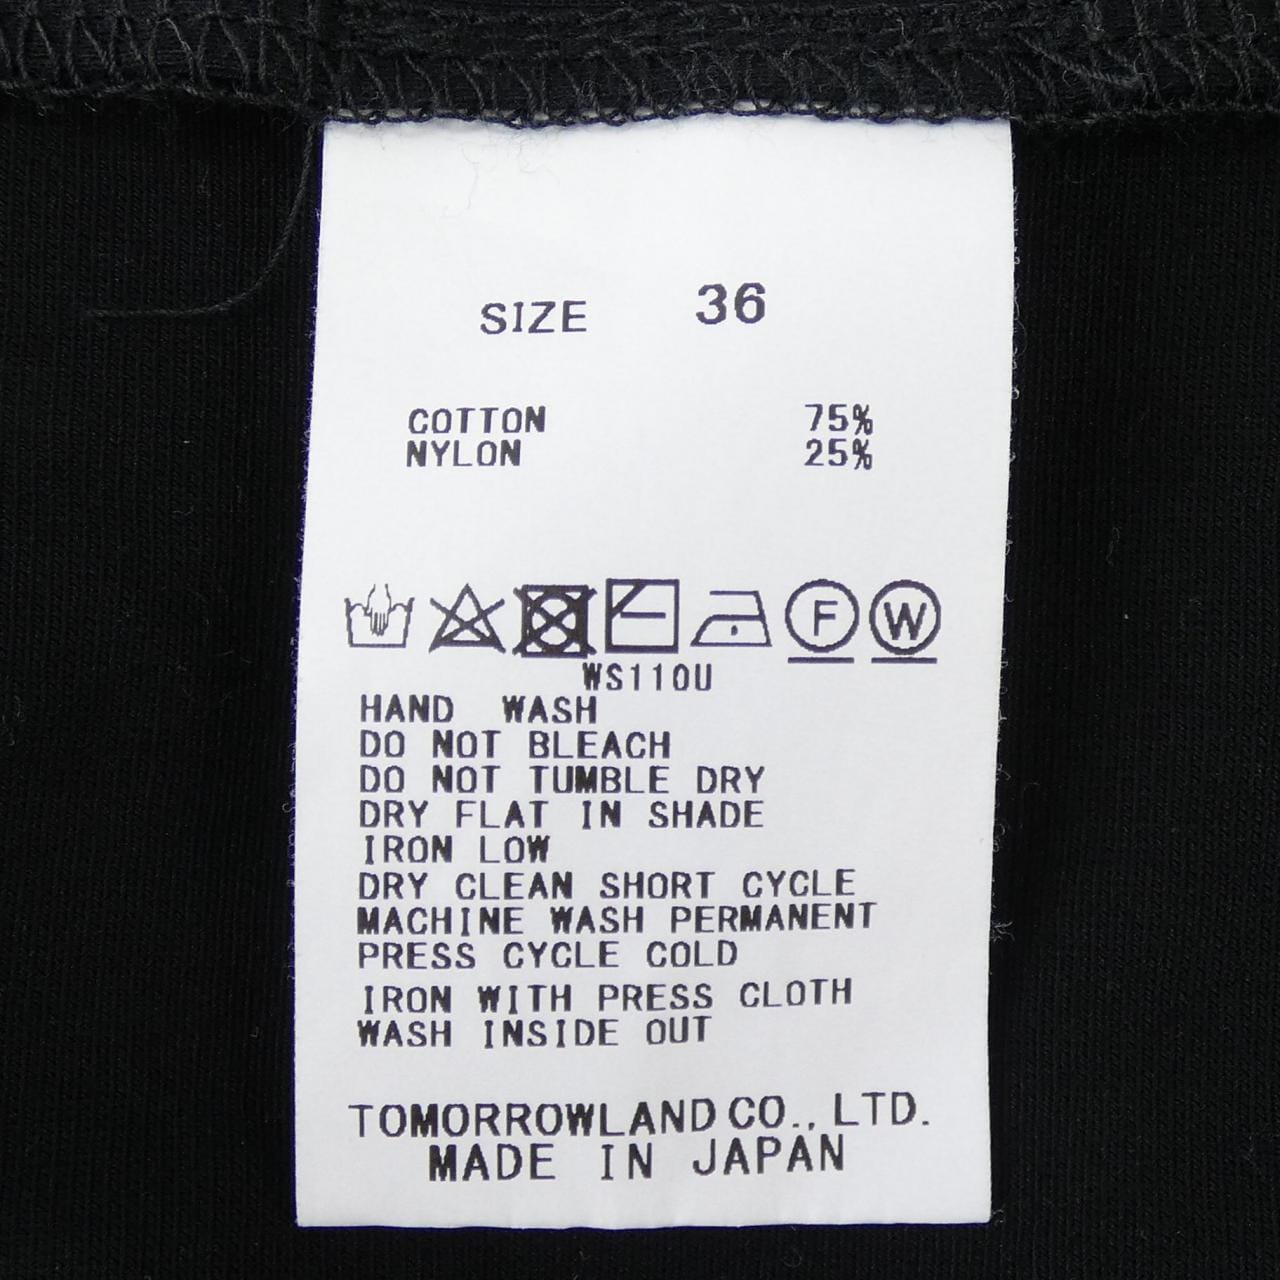 SIZE 36
COTTON 75%
NYLON 25%
F W
WS110U
HAND WASH
DO NOT BLEACH
DO NOT TUMBLE DRY
DRY FLAT IN SHADE
IRON LOW
DRY CLEAN SHORT CYCLE
MACHINE WASH PERMANENT
PRESS CYCLE COLD
IRON WITH PRESS CLOTH
WASH INSIDE OUT
TOMORROWLAND CO., LTD.
MADE IN JAPAN